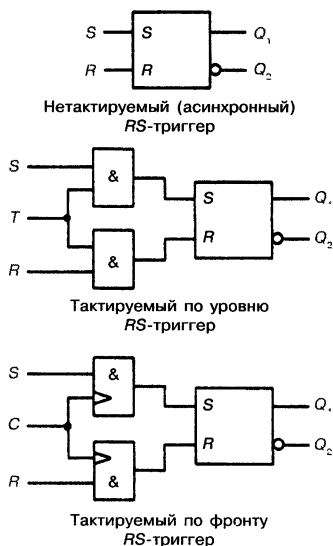 S S Q₁
R R Q₂
Нетактируемый (асинхронный)
RS-триггер
S & S Q₁
T
R & R Q₂
Тактируемый по уровню
RS-триггер
S & S Q₁
C
R & R Q₂
Тактируемый по фронту
RS-триггер